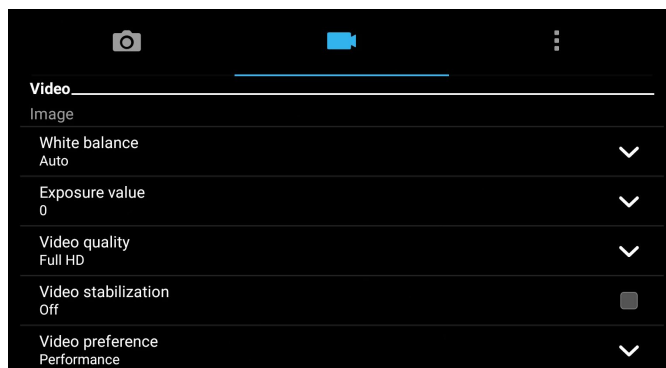 Video
Image
White balance
Auto
Exposure value
0
Video quality
Full HD
Video stabilization
Off
Video preference
Performance